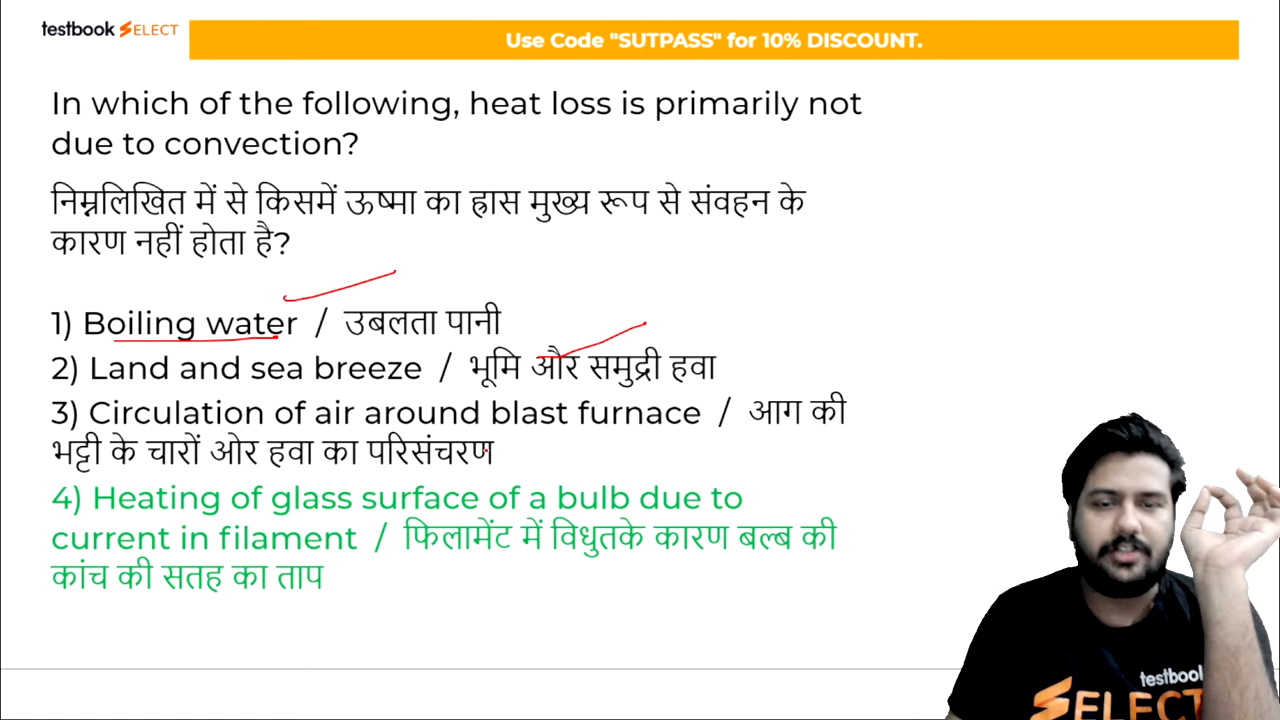 testbook SELECT
Use Code "SUTPASS" for 10% DISCOUNT.
In which of the following, heat loss is primarily not
due to convection?
निम्नलिखित में से किसमें ऊष्मा का ह्रास मुख्य रूप से संवहन के
कारण नहीं होता है?
1) Boiling water / उबलता पानी
2) Land and sea breeze / भूमि और समुद्री हवा
3) Circulation of air around blast furnace / आग की
भट्टी के चारों ओर हवा का परिसंचरण
4) Heating of glass surface of a bulb due to
current in filament / फिलामेंट में विधुतके कारण बल्ब की
कांच की सतह का ताप
testbook
SELECT